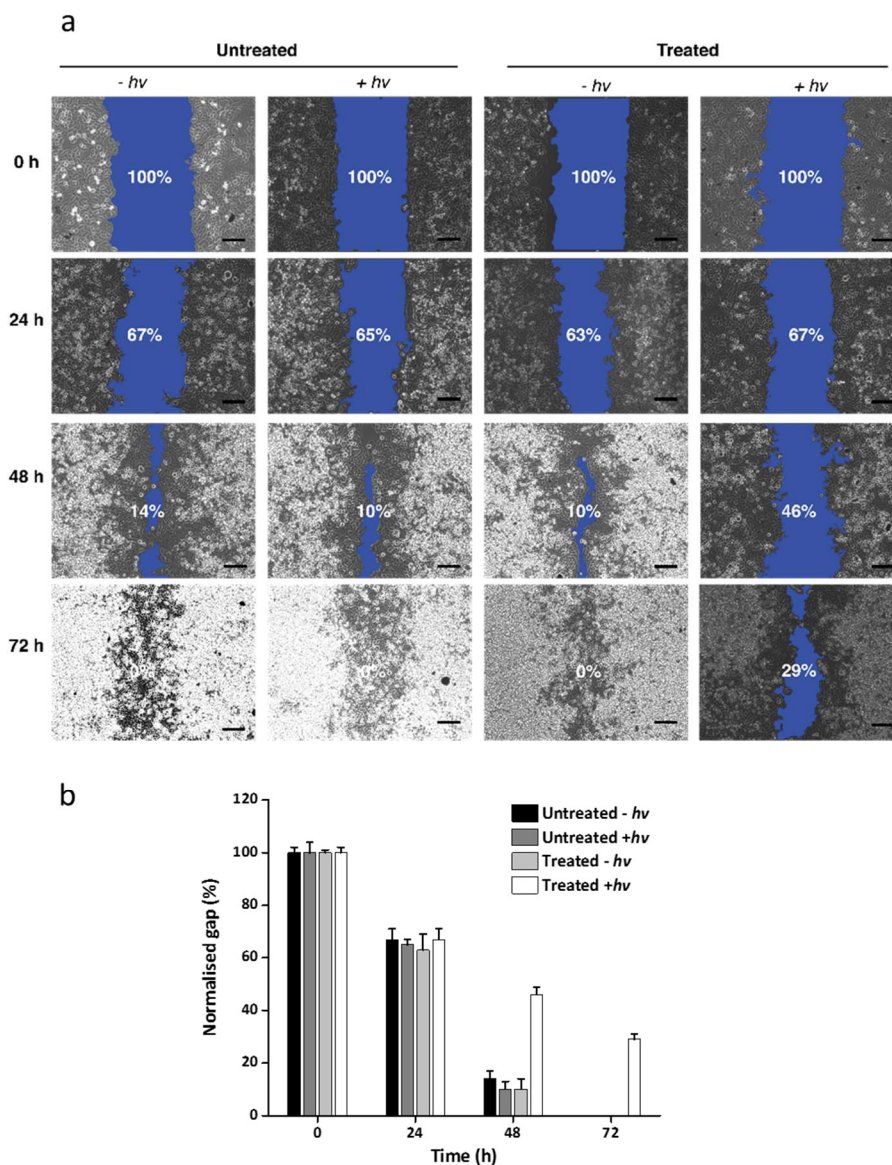 a
Untreated Treated
- hv + hv - hv + hv
0 h 100% 100% 100% 100%
24 h 67% 65% 63% 67%
48 h 14% 10% 10% 46%
72 h 0% 0% 0% 29%
b
120
100
80
60
40
20
0
Normalised gap (%)
Untreated - hv
Untreated +hv
Treated - hv
Treated +hv
0 24 48 72
Time (h)